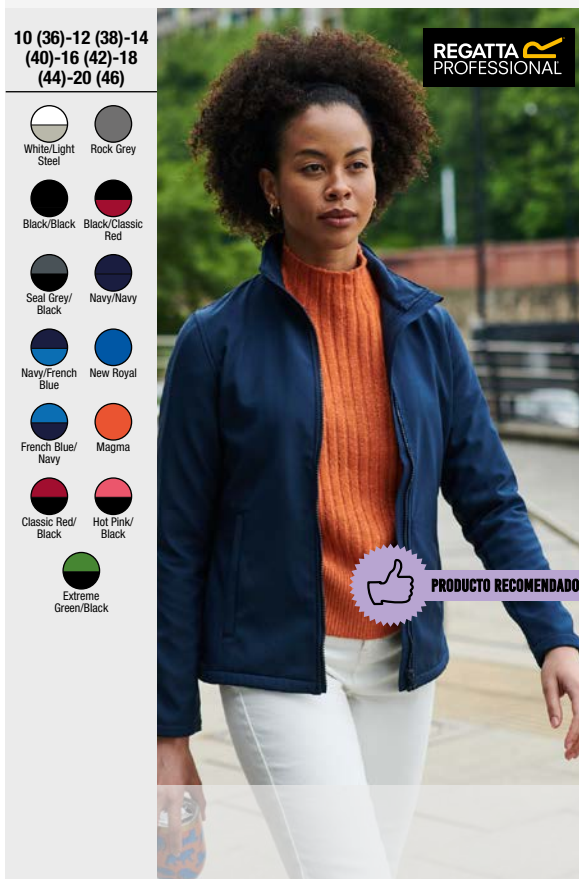 10 (36)-12 (38)-14
(40)-16 (42)-18
(44)-20 (46)
White/Light
Steel
Rock Grey
Black/Black
Black/Classic
Red
Seal Grey/
Black
Navy/Navy
Navy/French
Blue
New Royal
French Blue/
Navy
Magma
Classic Red/
Black
Hot Pink/
Black
Extreme
Green/Black
REGATTA
PROFESSIONAL
PRODUCTO RECOMENDADO